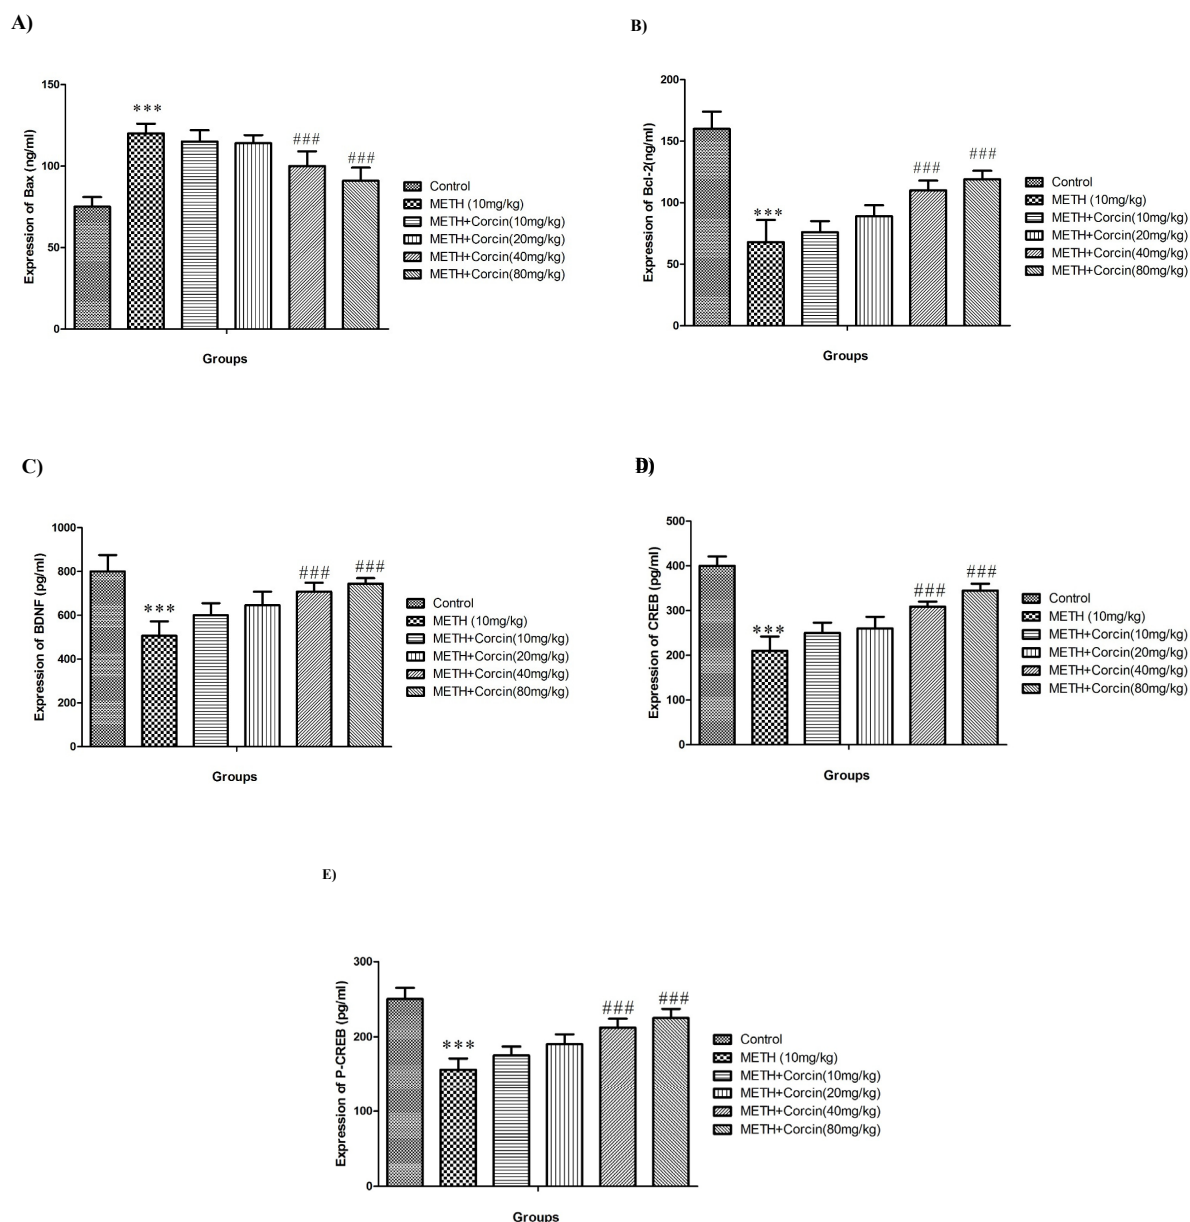 A)
150
100
50
0
Expression of Bax (ng/ml)
***
###
###
Groups
Control
METH (10mg/kg)
METH+Corcin(10mg/kg)
METH+Corcin(20mg/kg)
METH+Corcin(40mg/kg)
METH+Corcin(80mg/kg)
B)
200
150
100
50
0
Expression of Bcl-2(ng/ml)
***
###
###
Groups
Control
METH (10mg/kg)
METH+Corcin(10mg/kg)
METH+Corcin(20mg/kg)
METH+Corcin(40mg/kg)
METH+Corcin(80mg/kg)
C)
1000
800
600
400
200
0
Expression of BDNF (pg/ml)
***
###
###
Groups
Control
METH (10mg/kg)
METH+Corcin(10mg/kg)
METH+Corcin(20mg/kg)
METH+Corcin(40mg/kg)
METH+Corcin(80mg/kg)
D)
500
400
300
200
100
0
Expression of CREB (pg/ml)
***
###
###
Groups
Control
METH (10mg/kg)
METH+Corcin(10mg/kg)
METH+Corcin(20mg/kg)
METH+Corcin(40mg/kg)
METH+Corcin(80mg/kg)
E)
300
200
100
0
Expression of P-CREB (pg/ml)
***
###
###
Groups
Control
METH (10mg/kg)
METH+Corcin(10mg/kg)
METH+Corcin(20mg/kg)
METH+Corcin(40mg/kg)
METH+Corcin(80mg/kg)